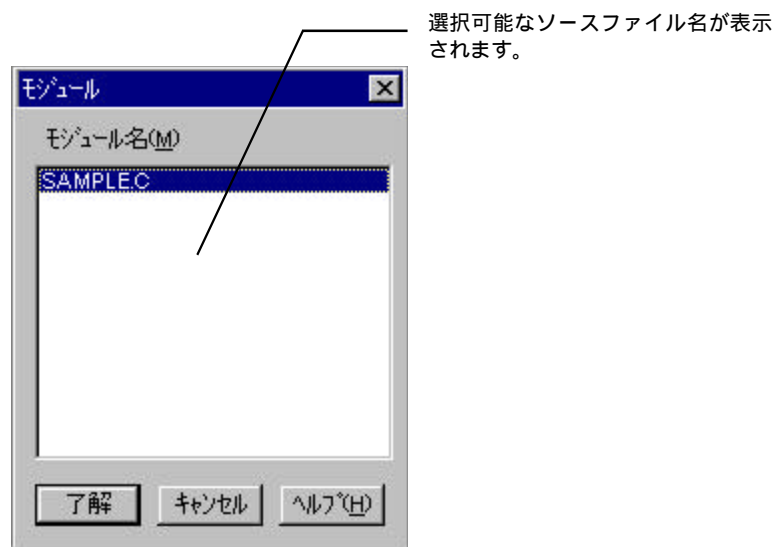 選択可能なソースファイル名が表示
されます。
ﾓｼﾞｭｰﾙ
ﾓｼﾞｭｰﾙ名(M)
SAMPLE.C
了解
ｷｬﾝｾﾙ
ﾍﾙﾌﾟ(H)